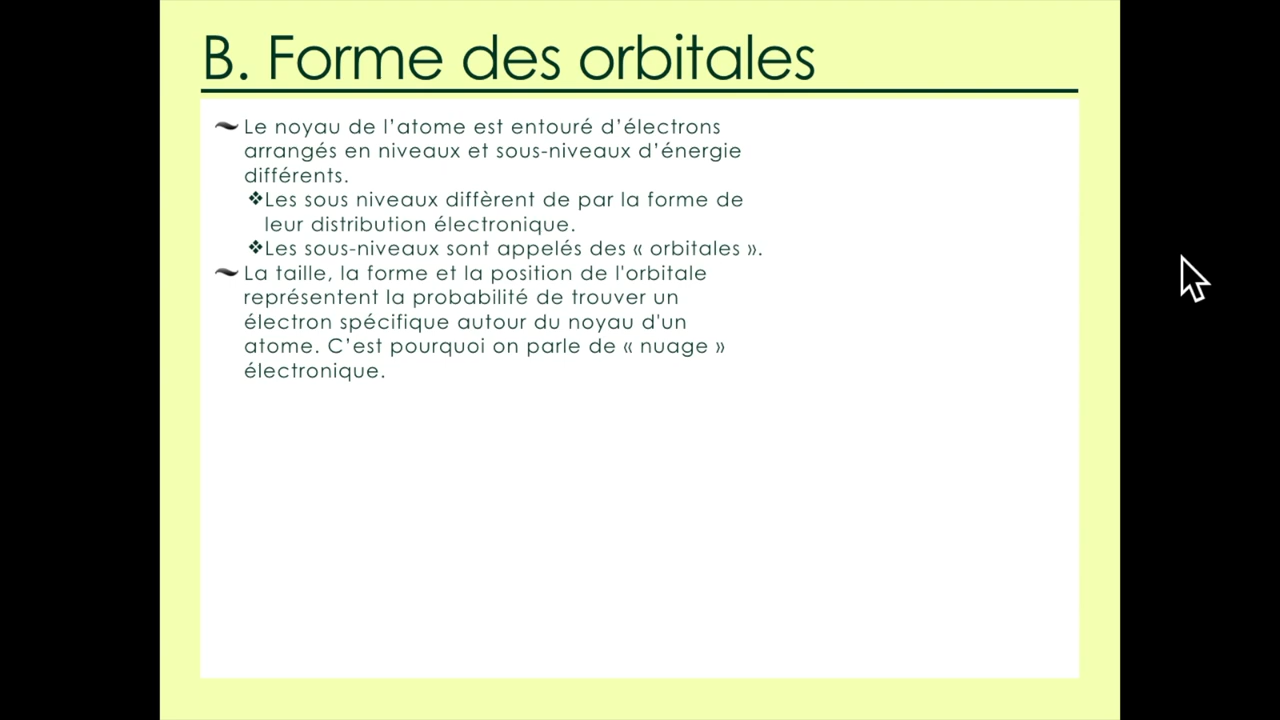 B. Forme des orbitales
Le noyau de l’atome est entouré d’électrons
arrangés en niveaux et sous-niveaux d’énergie
différents.
❖Les sous niveaux diffèrent de par la forme de
leur distribution électronique.
❖Les sous-niveaux sont appelés des « orbitales ».
La taille, la forme et la position de l'orbitale
représentent la probabilité de trouver un
électron spécifique autour du noyau d'un
atome. C’est pourquoi on parle de « nuage »
électronique.